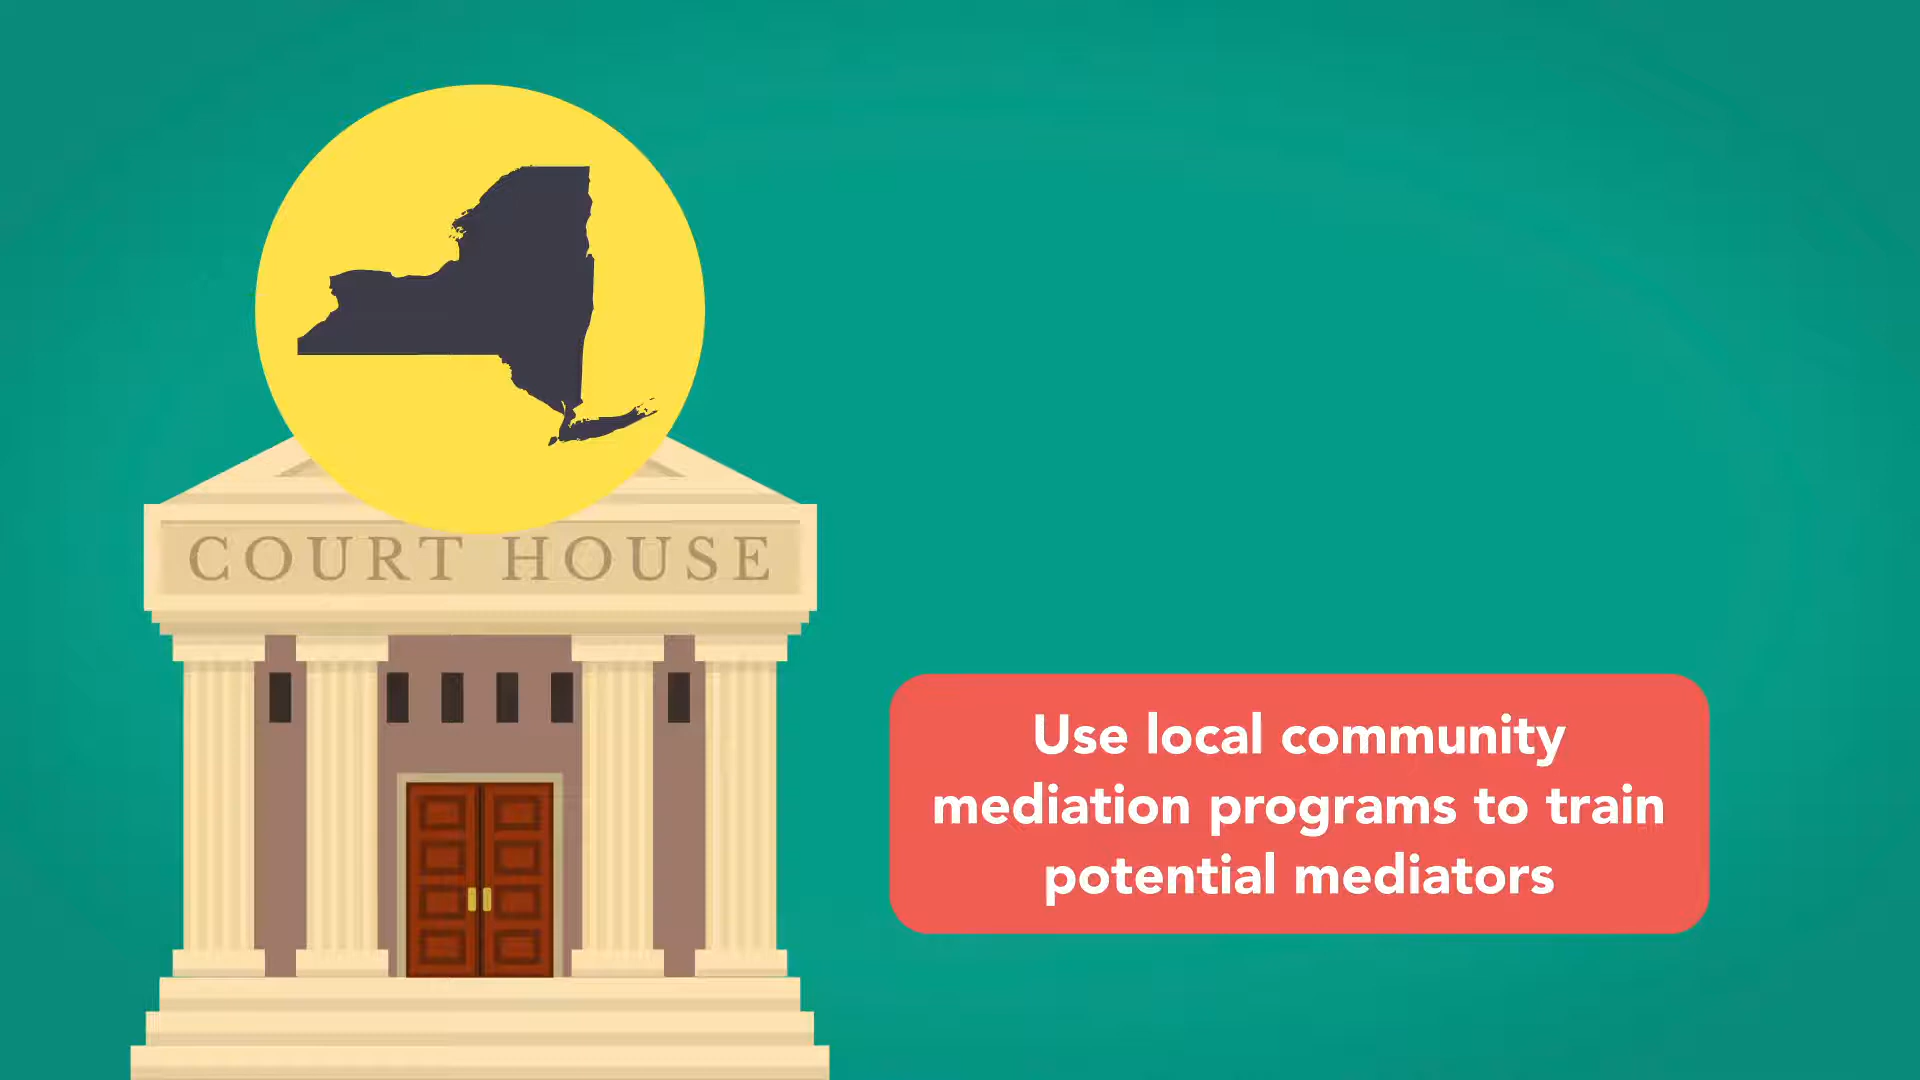 COURT HOUSE
Use local community
mediation programs to train
potential mediators